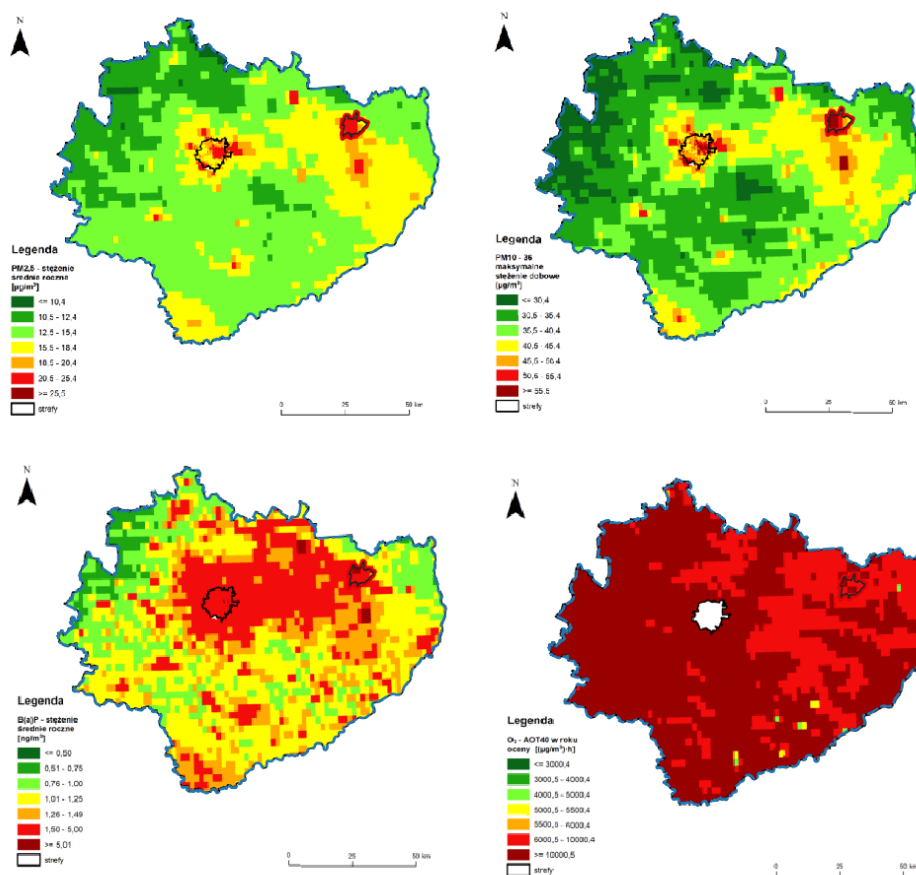 N
Legenda
PM2,5 - stężenie
średnie roczne
[µg/m³]
<= 10,4
10,5 - 12,4
12,5 - 15,4
15,5 - 18,4
18,5 - 20,4
20,5 - 25,4
>= 25,5
strefy
0 25 50 km
N
Legenda
PM10 - 36
maksymalne
stężenie dobowe
[µg/m³]
<= 30,4
30,5 - 35,4
35,5 - 40,4
40,5 - 45,4
45,5 - 50,4
50,5 - 55,4
>= 55,5
strefy
0 25 50 km
N
Legenda
B(a)P - stężenie
średnie roczne
[ng/m³]
<= 0,50
0,51 - 0,75
0,76 - 1,00
1,01 - 1,25
1,26 - 1,49
1,50 - 5,00
>= 5,01
strefy
0 25 50 km
N
Legenda
O₃ - AOT40 w roku
oceny [(µg/m³)·h]
<= 3000,4
3000,5 - 4000,4
4000,5 - 5000,4
5000,5 - 5500,4
5500,5 - 6000,4
6000,5 - 10000,4
>= 10000,5
strefy
0 25 50 km